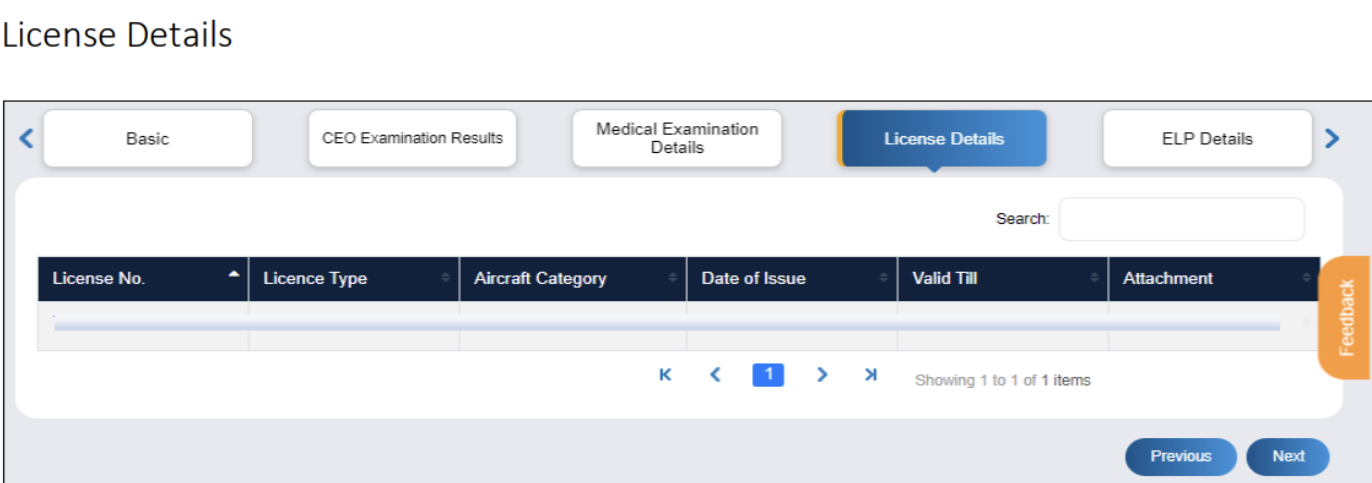 License Details
Basic
CEO Examination Results
Medical Examination
Details
License Details
ELP Details
Search:
License No. Licence Type Aircraft Category Date of Issue Valid Till Attachment
Feedback
1
Showing 1 to 1 of 1 items
Previous Next